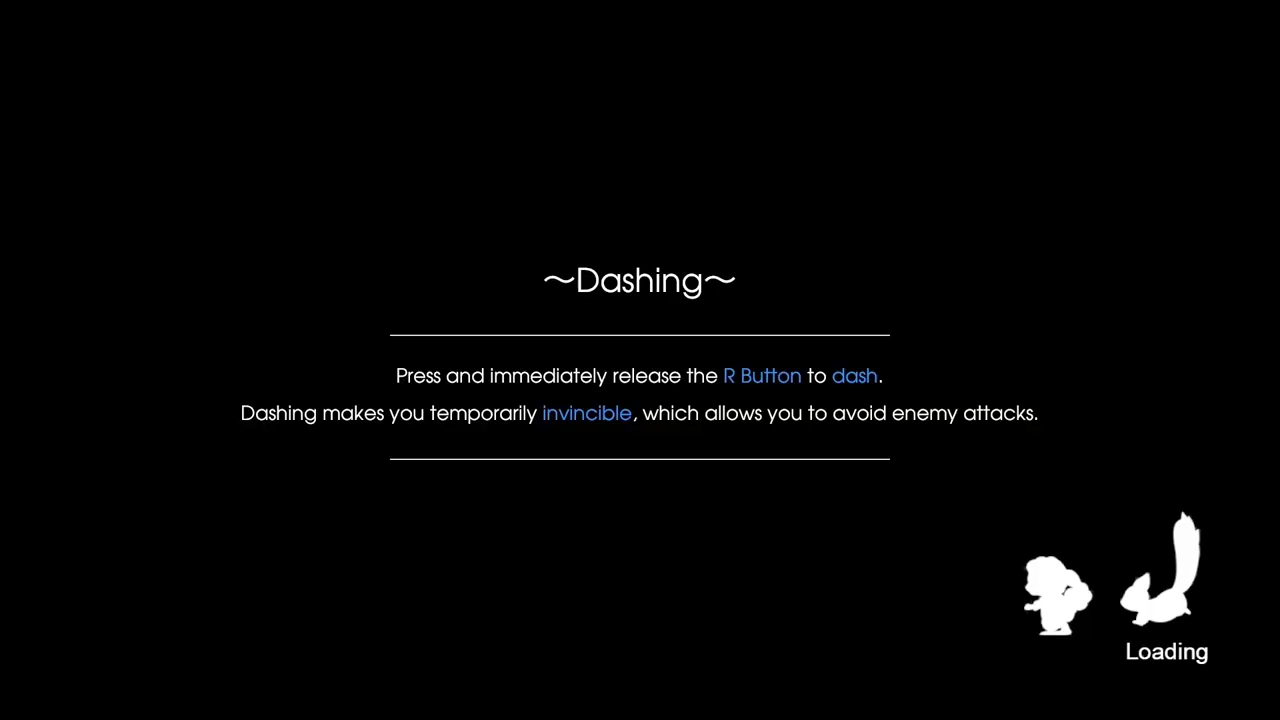 ～Dashing～
Press and immediately release the R Button to dash.
Dashing makes you temporarily invincible, which allows you to avoid enemy attacks.
Loading